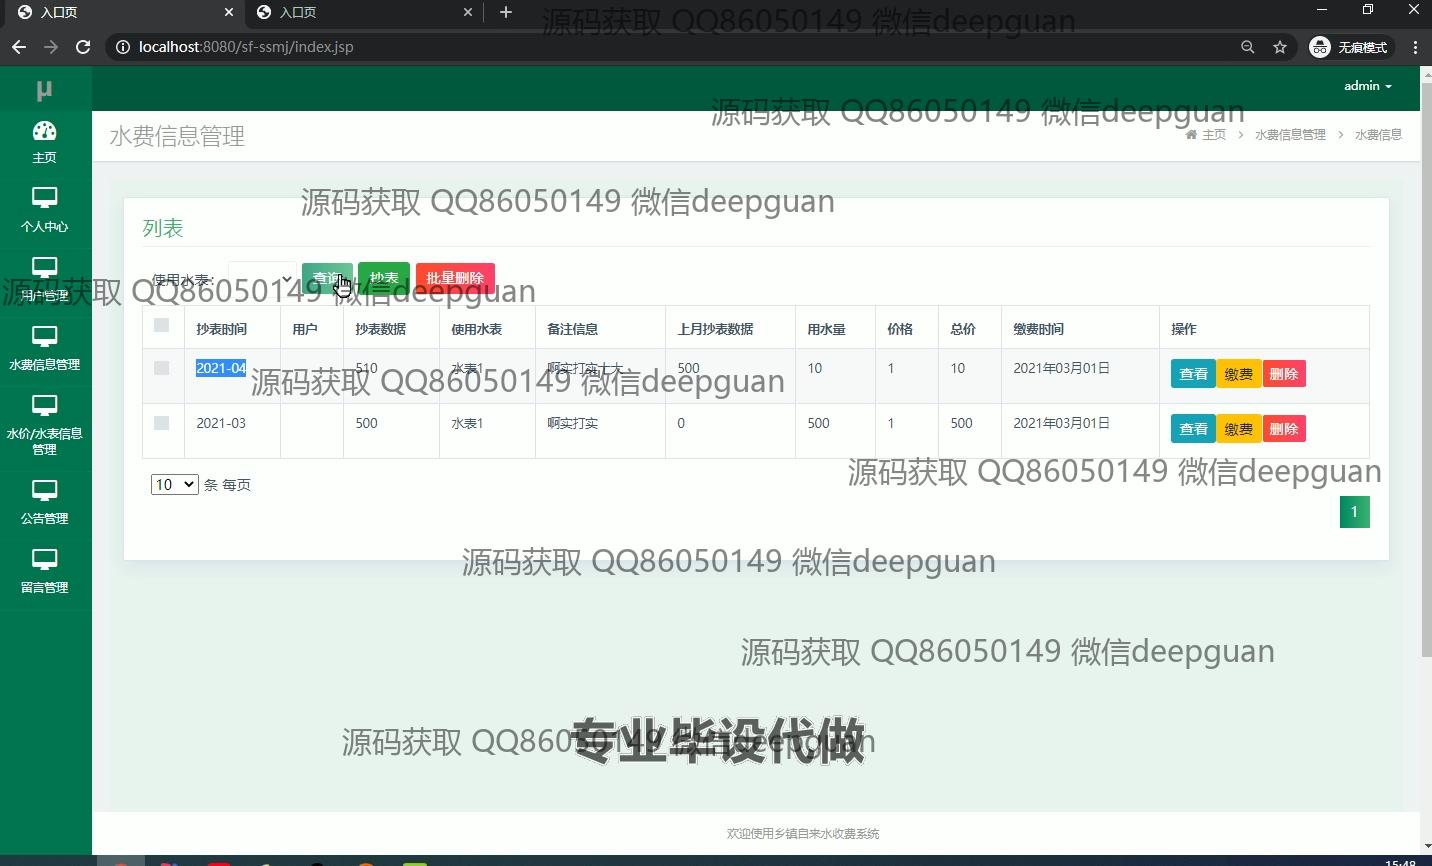 入口页
入口页
localhost:8080/sf-ssmj/index.jsp
无痕模式
源码获取 QQ86050149 微信deepguan
μ
admin
源码获取 QQ86050149 微信deepguan
水费信息管理
主页 > 水费信息管理 > 水费信息
主页
个人中心
用户管理
水费信息管理
水价/水表信息
管理
公告管理
留言管理
源码获取 QQ86050149 微信deepguan
列表
使用水表: 查询 抄表 批量删除
源码获取 QQ86050149 微信deepguan
抄表时间 用户 抄表数据 使用水表 备注信息 上月抄表数据 用水量 价格 总价 缴费时间 操作
2021-04 510 水表1 啊实打实大大 500 10 1 10 2021年03月01日 查看 缴费 删除
源码获取 QQ86050149 微信deepguan
2021-03 500 水表1 啊实打实 0 500 1 500 2021年03月01日 查看 缴费 删除
源码获取 QQ86050149 微信deepguan
10 条 每页
1
源码获取 QQ86050149 微信deepguan
源码获取 QQ86050149 微信deepguan
源码获取 QQ86050149 微信deepguan
专业毕设代做
欢迎使用乡镇自来水收费系统
15:48